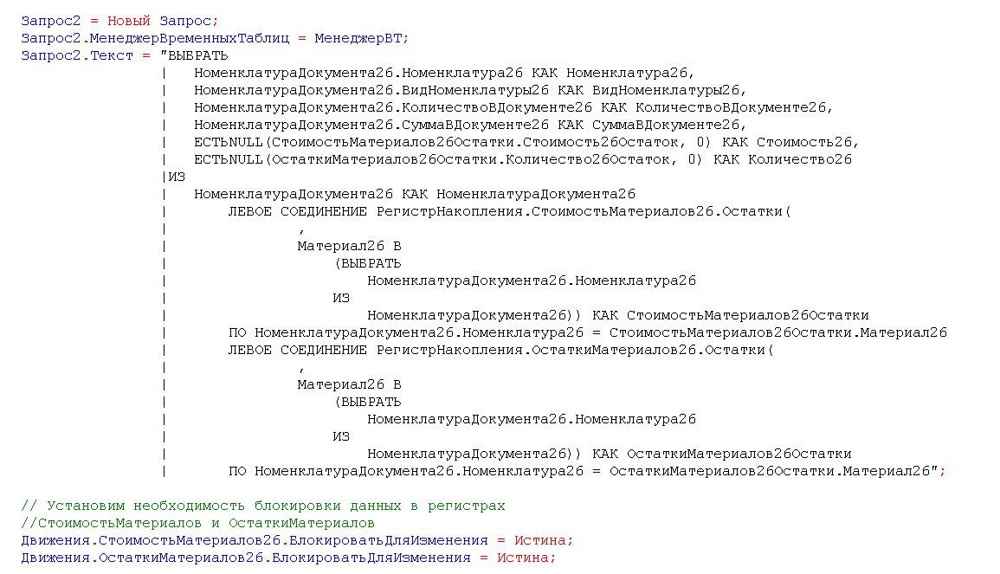 Запрос2 = Новый Запрос;
Запрос2.МенеджерВременныхТаблиц = МенеджерВТ;
Запрос2.Текст = "ВЫБРАТЬ
| НоменклатураДокумента26.Номенклатура26 КАК Номенклатура26,
| НоменклатураДокумента26.ВидНоменклатуры26 КАК ВидНоменклатуры26,
| НоменклатураДокумента26.КоличествоВДокументе26 КАК КоличествоВДокументе26,
| НоменклатураДокумента26.СуммаВДокументе26 КАК СуммаВДокументе26,
| ЕСТЬNULL(СтоимостьМатериалов26Остатки.Стоимость26Остаток, 0) КАК Стоимость26,
| ЕСТЬNULL(ОстаткиМатериалов26Остатки.Количество26Остаток, 0) КАК Количество26
|ИЗ
| НоменклатураДокумента26 КАК НоменклатураДокумента26
| ЛЕВОЕ СОЕДИНЕНИЕ РегистрНакопления.СтоимостьМатериалов26.Остатки(
| ,
| Материал26 В
| (ВЫБРАТЬ
| НоменклатураДокумента26.Номенклатура26
| ИЗ
| НоменклатураДокумента26)) КАК СтоимостьМатериалов26Остатки
| ПО НоменклатураДокумента26.Номенклатура26 = СтоимостьМатериалов26Остатки.Материал26
| ЛЕВОЕ СОЕДИНЕНИЕ РегистрНакопления.ОстаткиМатериалов26.Остатки(
| ,
| Материал26 В
| (ВЫБРАТЬ
| НоменклатураДокумента26.Номенклатура26
| ИЗ
| НоменклатураДокумента26)) КАК ОстаткиМатериалов26Остатки
| ПО НоменклатураДокумента26.Номенклатура26 = ОстаткиМатериалов26Остатки.Материал26";
// Установим необходимость блокировки данных в регистрах
//СтоимостьМатериалов и ОстаткиМатериалов
Движения.СтоимостьМатериалов26.БлокироватьДляИзменения = Истина;
Движения.ОстаткиМатериалов26.БлокироватьДляИзменения = Истина;